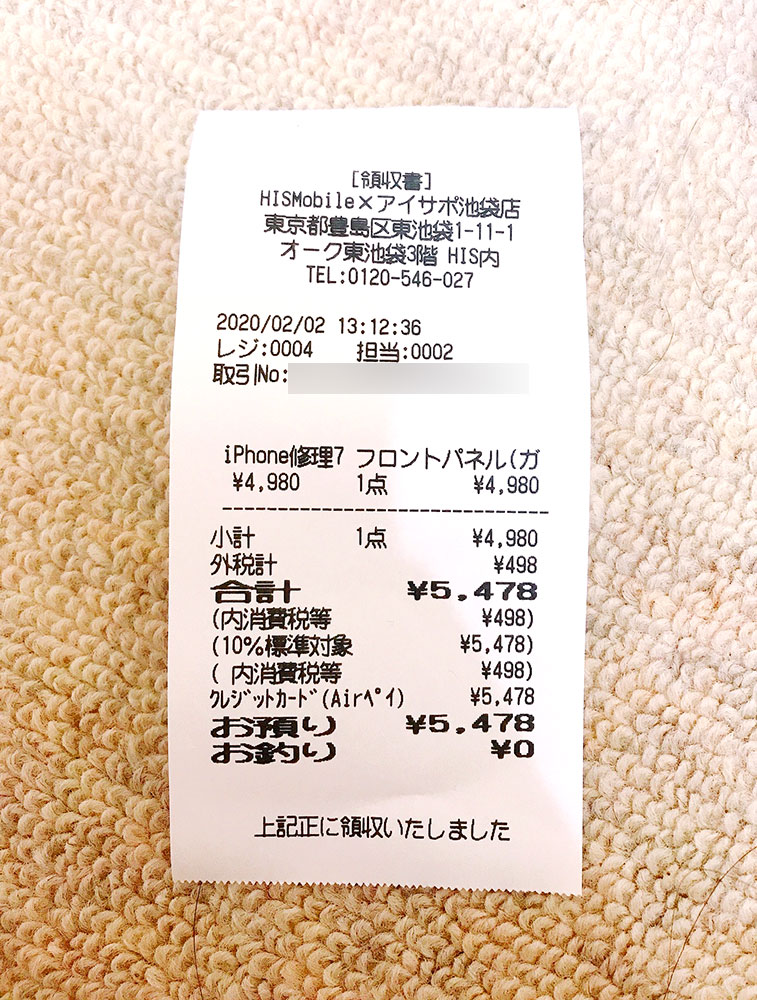 [領収書]
HISMobile×アイサポ池袋店
東京都豊島区東池袋1-11-1
オーク東池袋3階 HIS内
TEL:0120-546-027
2020/02/02 13:12:36
レジ:0004 担当:0002
取引No:
iPhone修理7 フロントパネル(ガ
¥4,980 1点 ¥4,980
小計 1点 ¥4,980
外税計 ¥498
合計 ¥5,478
(内消費税等 ¥498)
(10%標準対象 ¥5,478)
( 内消費税等 ¥498)
クレジットカード(Airペイ) ¥5,478
お預り ¥5,478
お釣り ¥0
上記正に領収いたしました